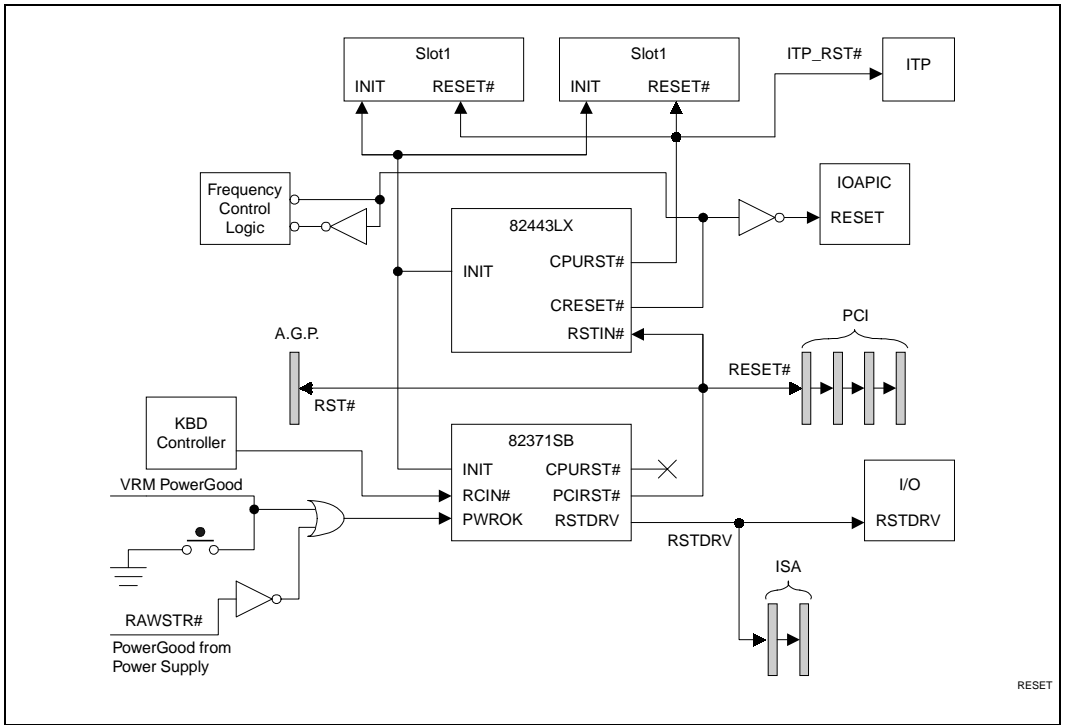 Slot1
INIT RESET#
Slot1
INIT RESET#
ITP_RST#
ITP
Frequency
Control
Logic
82443LX
INIT
CPURST#
CRESET#
RSTIN#
IOAPIC
RESET
A.G.P.
RST#
PCI
RESET#
KBD
Controller
VRM PowerGood
82371SB
INIT
RCIN#
PWROK
CPURST#
PCIRST#
RSTDRV
I/O
RSTDRV
RSTDRV
ISA
RAWSTR#
PowerGood from
Power Supply
RESET